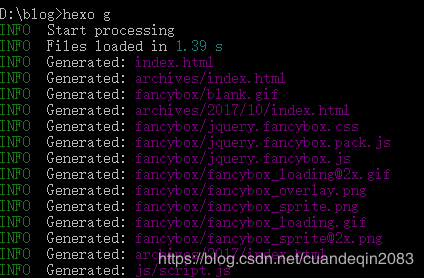 D:\blog>hexo g
INFO  Start processing
INFO  Files loaded in 1.39 s
INFO  Generated: index.html
INFO  Generated: archives/index.html
INFO  Generated: fancybox/blank.gif
INFO  Generated: archives/2017/10/index.html
INFO  Generated: fancybox/jquery.fancybox.css
INFO  Generated: fancybox/jquery.fancybox.pack.js
INFO  Generated: fancybox/jquery.fancybox.js
INFO  Generated: fancybox/fancybox_loading@2x.gif
INFO  Generated: fancybox/fancybox_overlay.png
INFO  Generated: fancybox/fancybox_sprite.png
INFO  Generated: fancybox/fancybox_loading.gif
INFO  Generated: fancybox/fancybox_sprite@2x.png
INFO  Generated: archives/2017/index.html
https://blog.csdn.net/cuandeqin2083
INFO  Generated: js/script.js